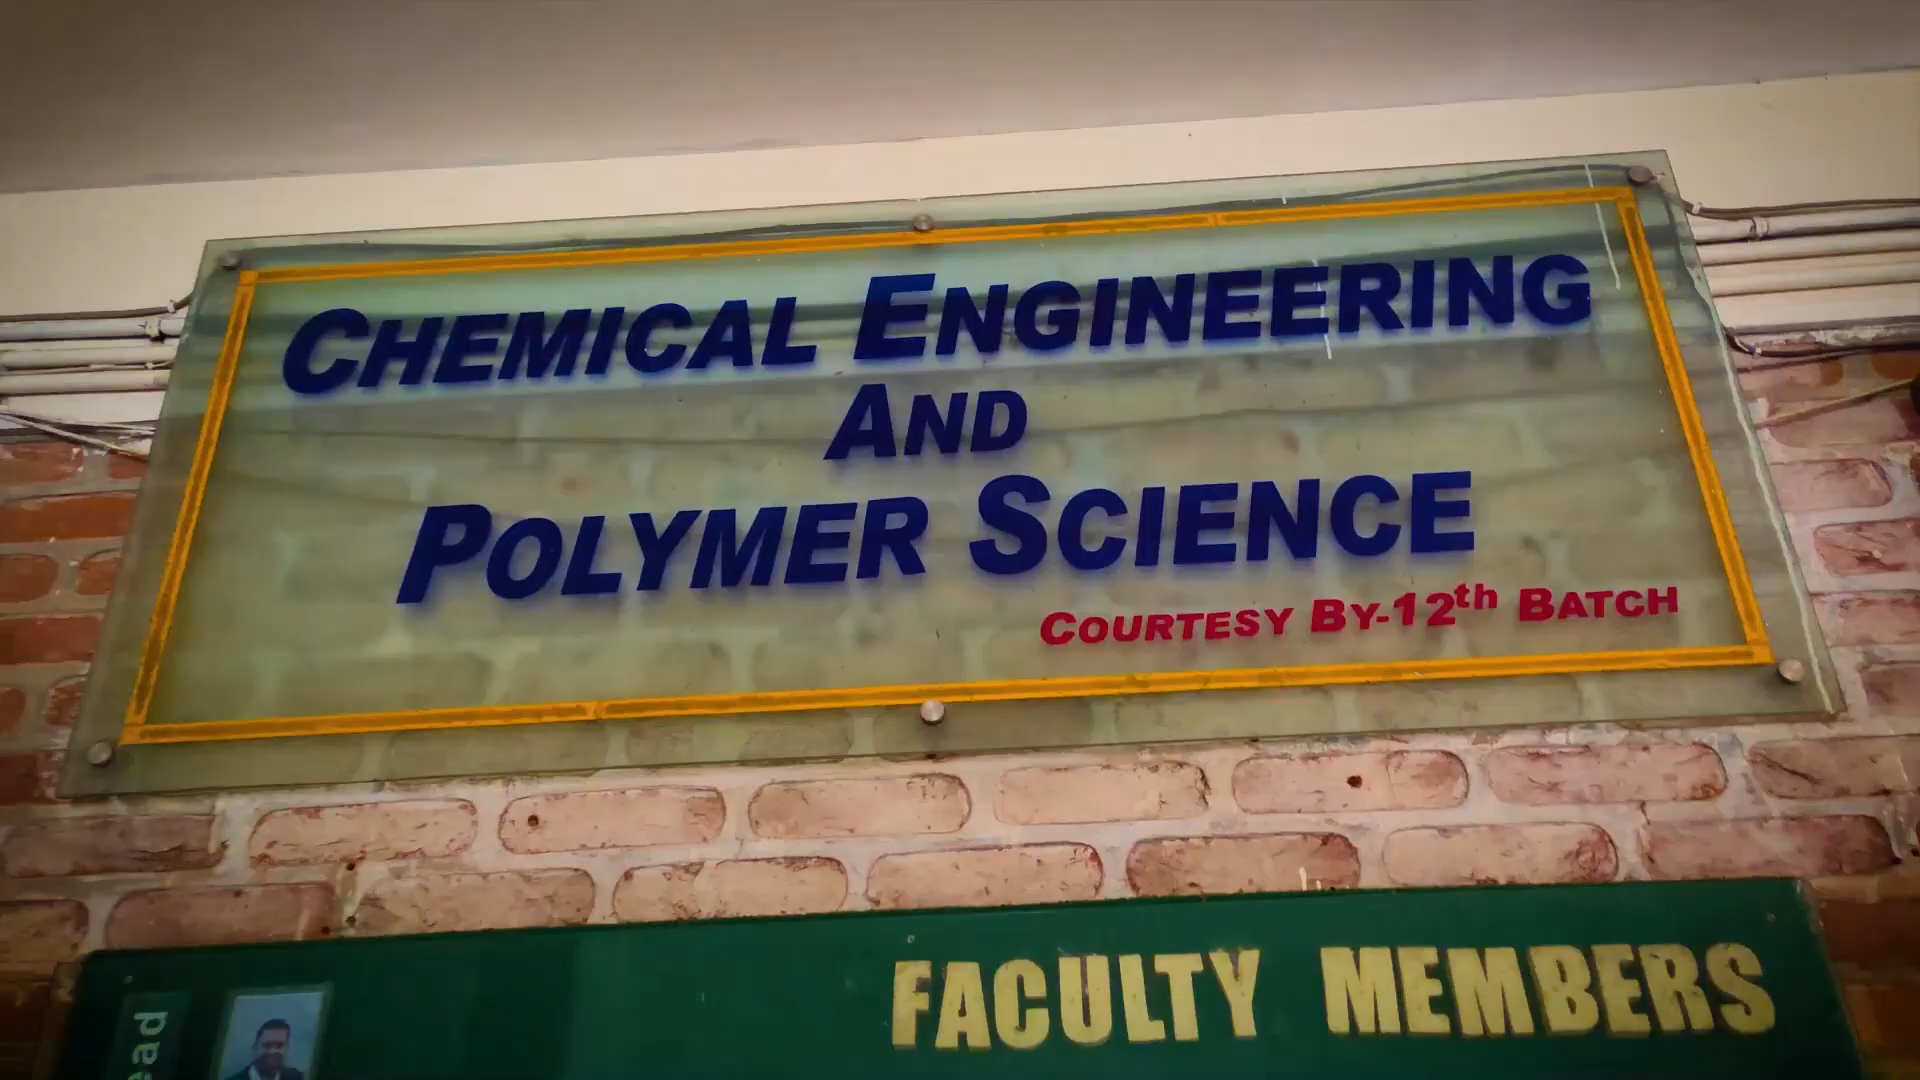 CHEMICAL ENGINEERING
AND
POLYMER SCIENCE
COURTESY BY-12th BATCH
FACULTY MEMBERS